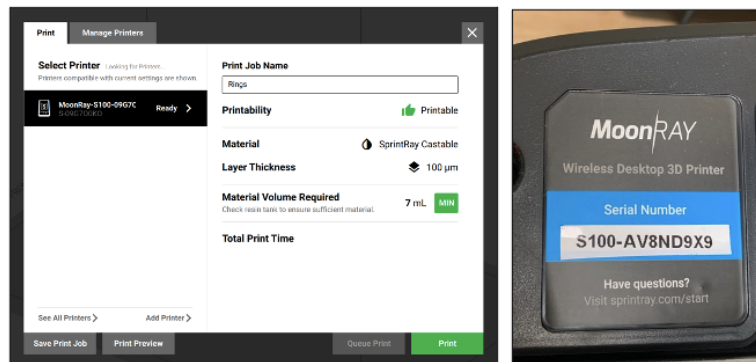 Print
Manage Printers
Select Printer Looking for Printers...
Printers compatible with current settings are shown.
MoonRay-S100-09G7C
Ready
Print Job Name
Rings
Printability
Printable
Material
SprintRay Castable
Layer Thickness
100 µm
Material Volume Required
Check resin tank to ensure sufficient material.
7 mL
MIN
Total Print Time
See All Printers
Add Printer
Save Print Job
Print Preview
Queue Print
Print
MoonRAY
Wireless Desktop 3D Printer
Serial Number
S100-AV8ND9X9
Have questions?
Visit sprintray.com/start